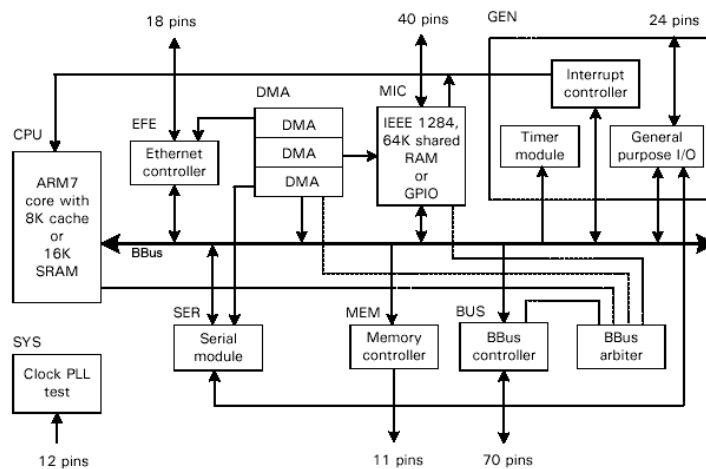 18 pins
40 pins
GEN
24 pins
DMA
MIC
Interrupt
controller
EFE
CPU
DMA
DMA
DMA
IEEE 1284,
64K shared
RAM
or
GPIO
Ethernet
controller
Timer
module
General
purpose I/O
ARM7
core with
8K cache
or
16K
SRAM
BBus
SER
MEM
BUS
Serial
module
Memory
controller
BBus
controller
BBus
arbiter
SYS
Clock PLL
test
12 pins
11 pins
70 pins